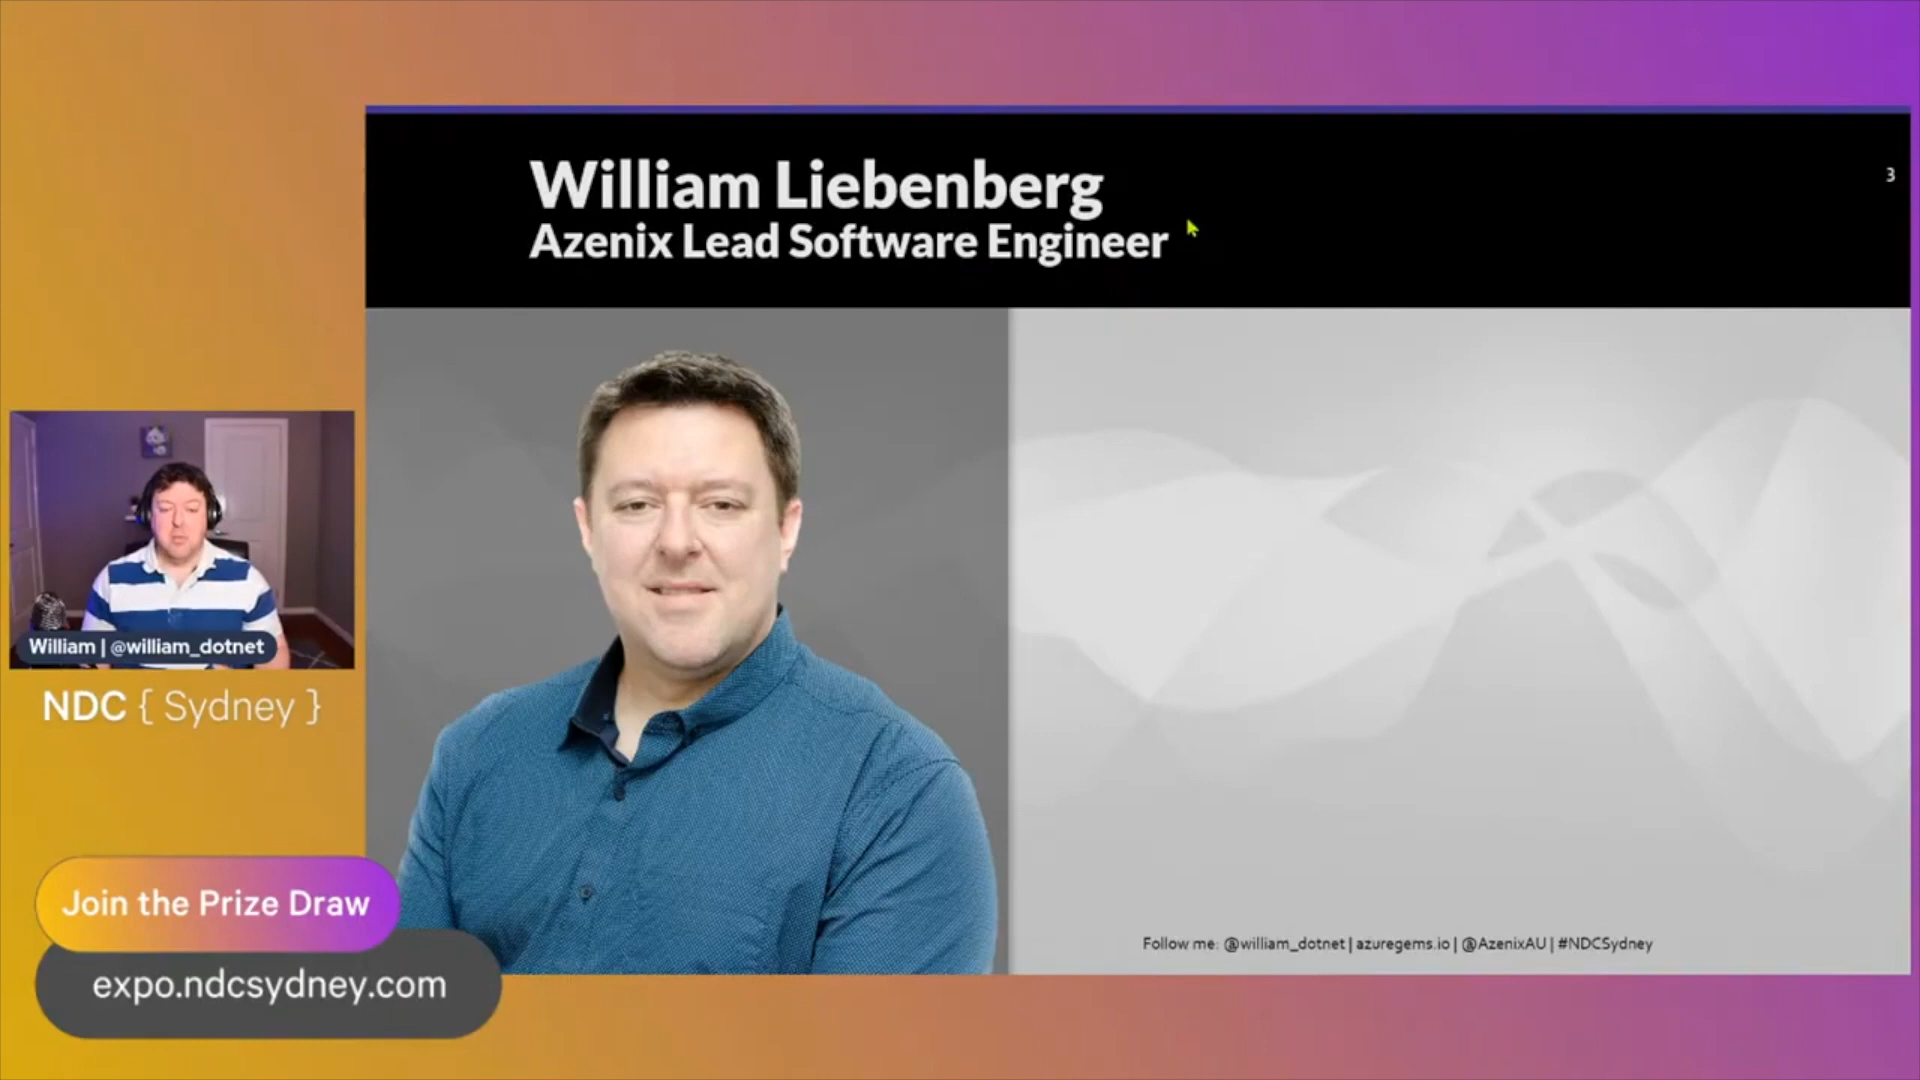 William Liebenberg
Azenix Lead Software Engineer
3
William | @william_dotnet
NDC { Sydney }
Join the Prize Draw
expo.ndcsydney.com
Follow me: @william_dotnet | azuregems.io | @AzenixAU | #NDCSydney